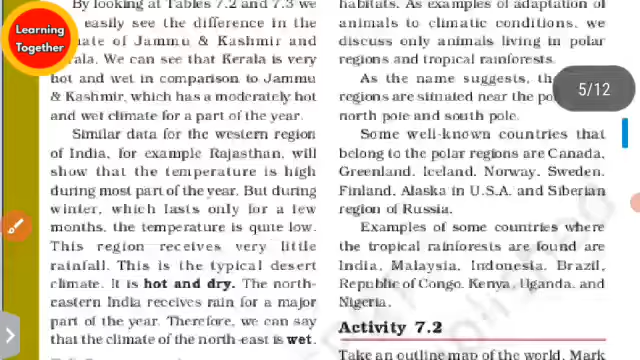 Learning
Together
By looking at Tables 7.2 and 7.3 we
easily see the difference in the
ate of Jammu & Kashmir and
rala. We can see that Kerala is very
hot and wet in comparison to Jammu
& Kashmir, which has a moderately hot
and wet climate for a part of the year.
Similar data for the western region
of India, for example Rajasthan, will
show that the temperature is high
during most part of the year. But during
winter, which lasts only for a few
months, the temperature is quite low.
This region receives very little
rainfall. This is the typical desert
climate. It is hot and dry. The north-
eastern India receives rain for a major
part of the year. Therefore, we can say
that the climate of the north-east is wet.
habitats. As examples of adaptation of
animals to climatic conditions, we
discuss only animals living in polar
regions and tropical rainforests.
As the name suggests, the
regions are situated near the po
north pole and south pole.
5/12
Some well-known countries that
belong to the polar regions are Canada,
Greenland, Iceland, Norway, Sweden,
Finland, Alaska in U.S.A. and Siberian
region of Russia.
Examples of some countries where
the tropical rainforests are found are
India, Malaysia, Indonesia, Brazil,
Republic of Congo, Kenya, Uganda, and
Nigeria.
Activity 7.2
Take an outline map of the world. Mark